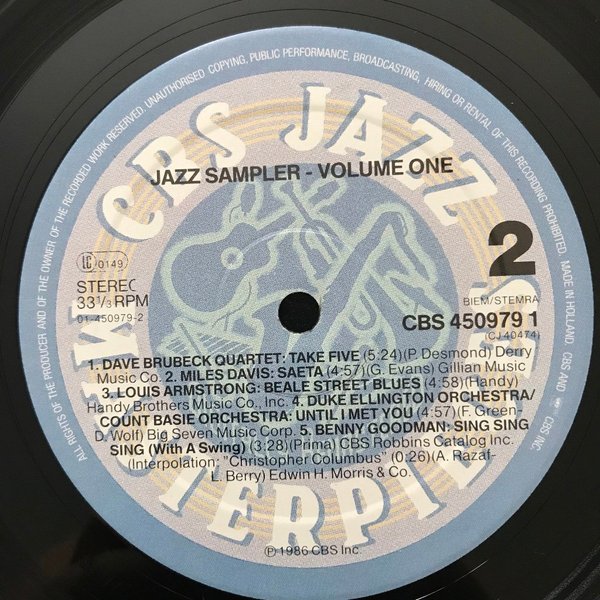 ALL RIGHTS OF THE PRODUCER AND OF THE OWNER OF THE RECORDED WORK RESERVED. UNAUTHORISED COPYING, PUBLIC PERFORMANCE, BROADCASTING, HIRING OR RENTAL OF THIS RECORDING PROHIBITED. MADE IN HOLLAND. CBS AND ARE CBS INC.
CBS JAZZ
MASTERPIECES
JAZZ SAMPLER - VOLUME ONE
2
LC 0149
STEREO
33 1/3 RPM
01-450979-2
BIEM/STEMRA
CBS 450979 1
(CJ 40474)
1. DAVE BRUBECK QUARTET: TAKE FIVE (5:24)(P. Desmond) Derry
Music Co. 2. MILES DAVIS: SAETA (4:57)(G. Evans) Gillian Music
3. LOUIS ARMSTRONG: BEALE STREET BLUES (4:58)(Handy)
Handy Brothers Music Co., Inc. 4. DUKE ELLINGTON ORCHESTRA/
COUNT BASIE ORCHESTRA: UNTIL I MET YOU (4:57)(F. Green-
D. Wolf) Big Seven Music Corp. 5. BENNY GOODMAN: SING SING
SING (With A Swing) (3:28)(Prima) CBS Robbins Catalog Inc.
(Interpolation: "Christopher Columbus" (0:26)(A. Razaf-
L. Berry) Edwin H. Morris & Co.
℗ 1986 CBS Inc.